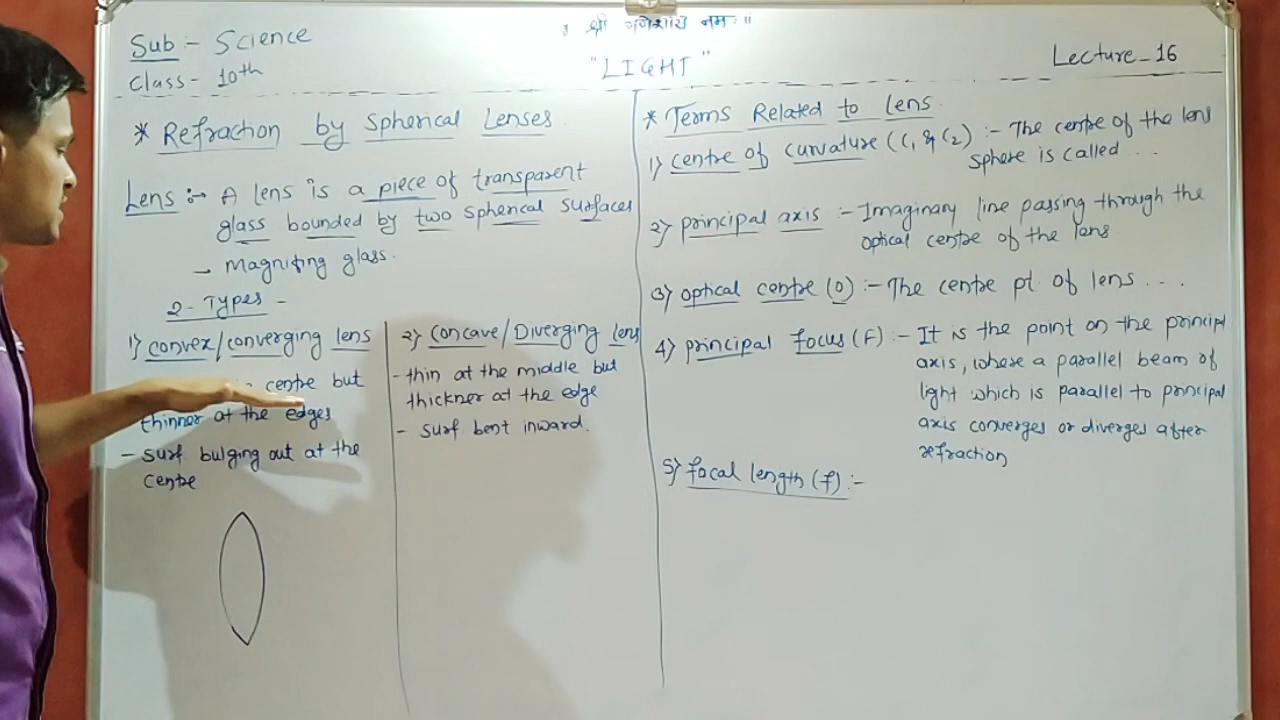 ॥ श्री गणेशाय नमः ॥
Sub :- Science
Class - 10th
"LIGHT"
Lecture - 16
* Refraction by Spherical Lenses
Lens :- A lens is a piece of transparent
glass bounded by two spherical surfaces
- Magnifing glass.
2 - Types -
1) convex/converging lens
centre but
thinner at the edges
- surf bulging out at the
centre
2) Concave/Diverging lens
- thin at the middle but
thickner at the edge
- surf bent inward.
* Terms Related to lens
1) centre of curvature (C1 & C2) :- The centre of the lens
sphere is called ...
2) principal axis :- Imaginary line passing through the
optical centre of the lens
3) optical centre (O) :- The centre pt. of lens ...
4) principal focus (F) :- It is the point on the principl
axis, where a parallel beam of
light which is parallel to principal
axis converges or diverges after
refraction
5) focal length (f) :-